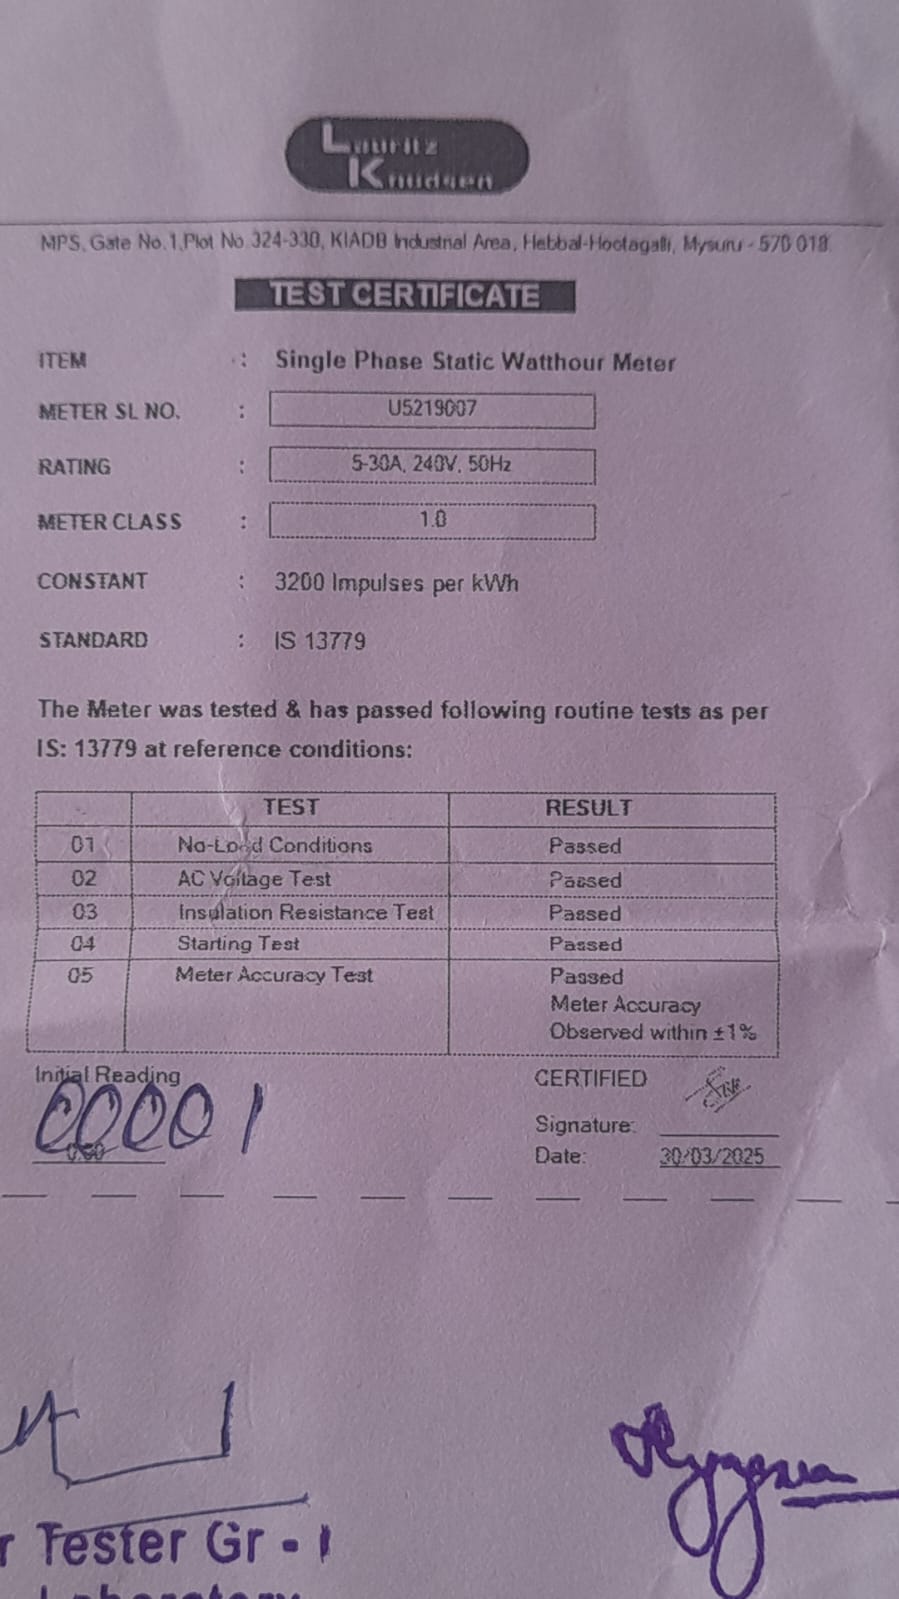 Lauritz
Knudsen
MPS, Gate No.1,Plot No.324-330, KIADB Industrial Area, Hebbal-Hootagalli, Mysuru - 570 018.
TEST CERTIFICATE
ITEM : Single Phase Static Watthour Meter
METER SL NO. : U5219007
RATING : 5-30A, 240V, 50Hz
METER CLASS : 1.0
CONSTANT : 3200 Impulses per kWh
STANDARD : IS 13779
The Meter was tested & has passed following routine tests as per
IS: 13779 at reference conditions:
TEST RESULT
01 No-Load Conditions Passed
02 AC Voltage Test Passed
03 Insulation Resistance Test Passed
04 Starting Test Passed
05 Meter Accuracy Test Passed
Meter Accuracy
Observed within ±1%
Initial Reading
00001
CERTIFIED
Signature:
Date: 30/03/2025
r Tester Gr - I
Laboratory